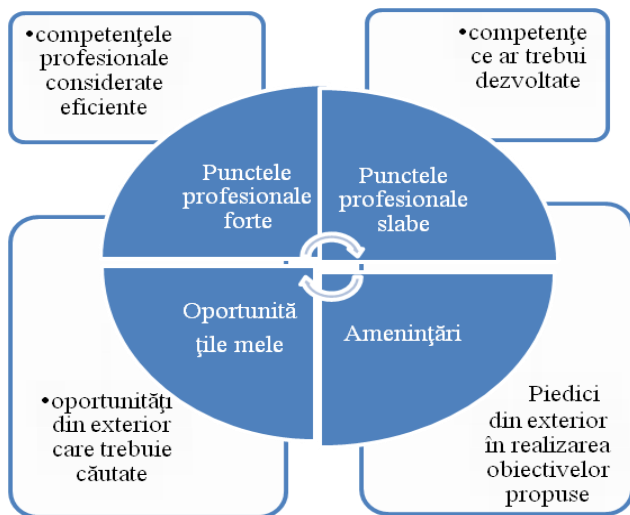 •competenţele
profesionale
considerate
eficiente
•competenţe
ce ar trebui
dezvoltate
Punctele
profesionale
forte
Punctele
profesionale
slabe
Oportunită
ţile mele
Ameninţări
•oportunităţi
din exterior
care trebuie
căutate
Piedici
din exterior
în realizarea
obiectivelor
propuse